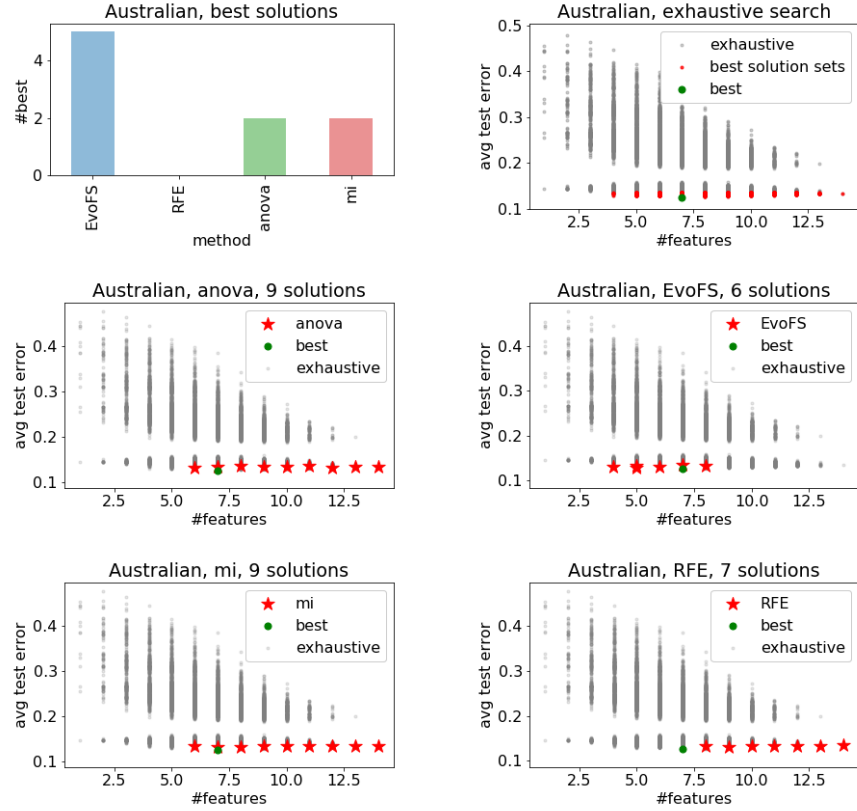 Australian, best solutions
#best
4
2
0
EvoFS
RFE
anova
mi
method
Australian, exhaustive search
avg test error
0.5
0.4
0.3
0.2
0.1
exhaustive
best solution sets
best
2.5 5.0 7.5 10.0 12.5
#features
Australian, anova, 9 solutions
avg test error
0.4
0.3
0.2
0.1
anova
best
exhaustive
2.5 5.0 7.5 10.0 12.5
#features
Australian, EvoFS, 6 solutions
avg test error
0.4
0.3
0.2
0.1
EvoFS
best
exhaustive
2.5 5.0 7.5 10.0 12.5
#features
Australian, mi, 9 solutions
avg test error
0.4
0.3
0.2
0.1
mi
best
exhaustive
2.5 5.0 7.5 10.0 12.5
#features
Australian, RFE, 7 solutions
avg test error
0.4
0.3
0.2
0.1
RFE
best
exhaustive
2.5 5.0 7.5 10.0 12.5
#features